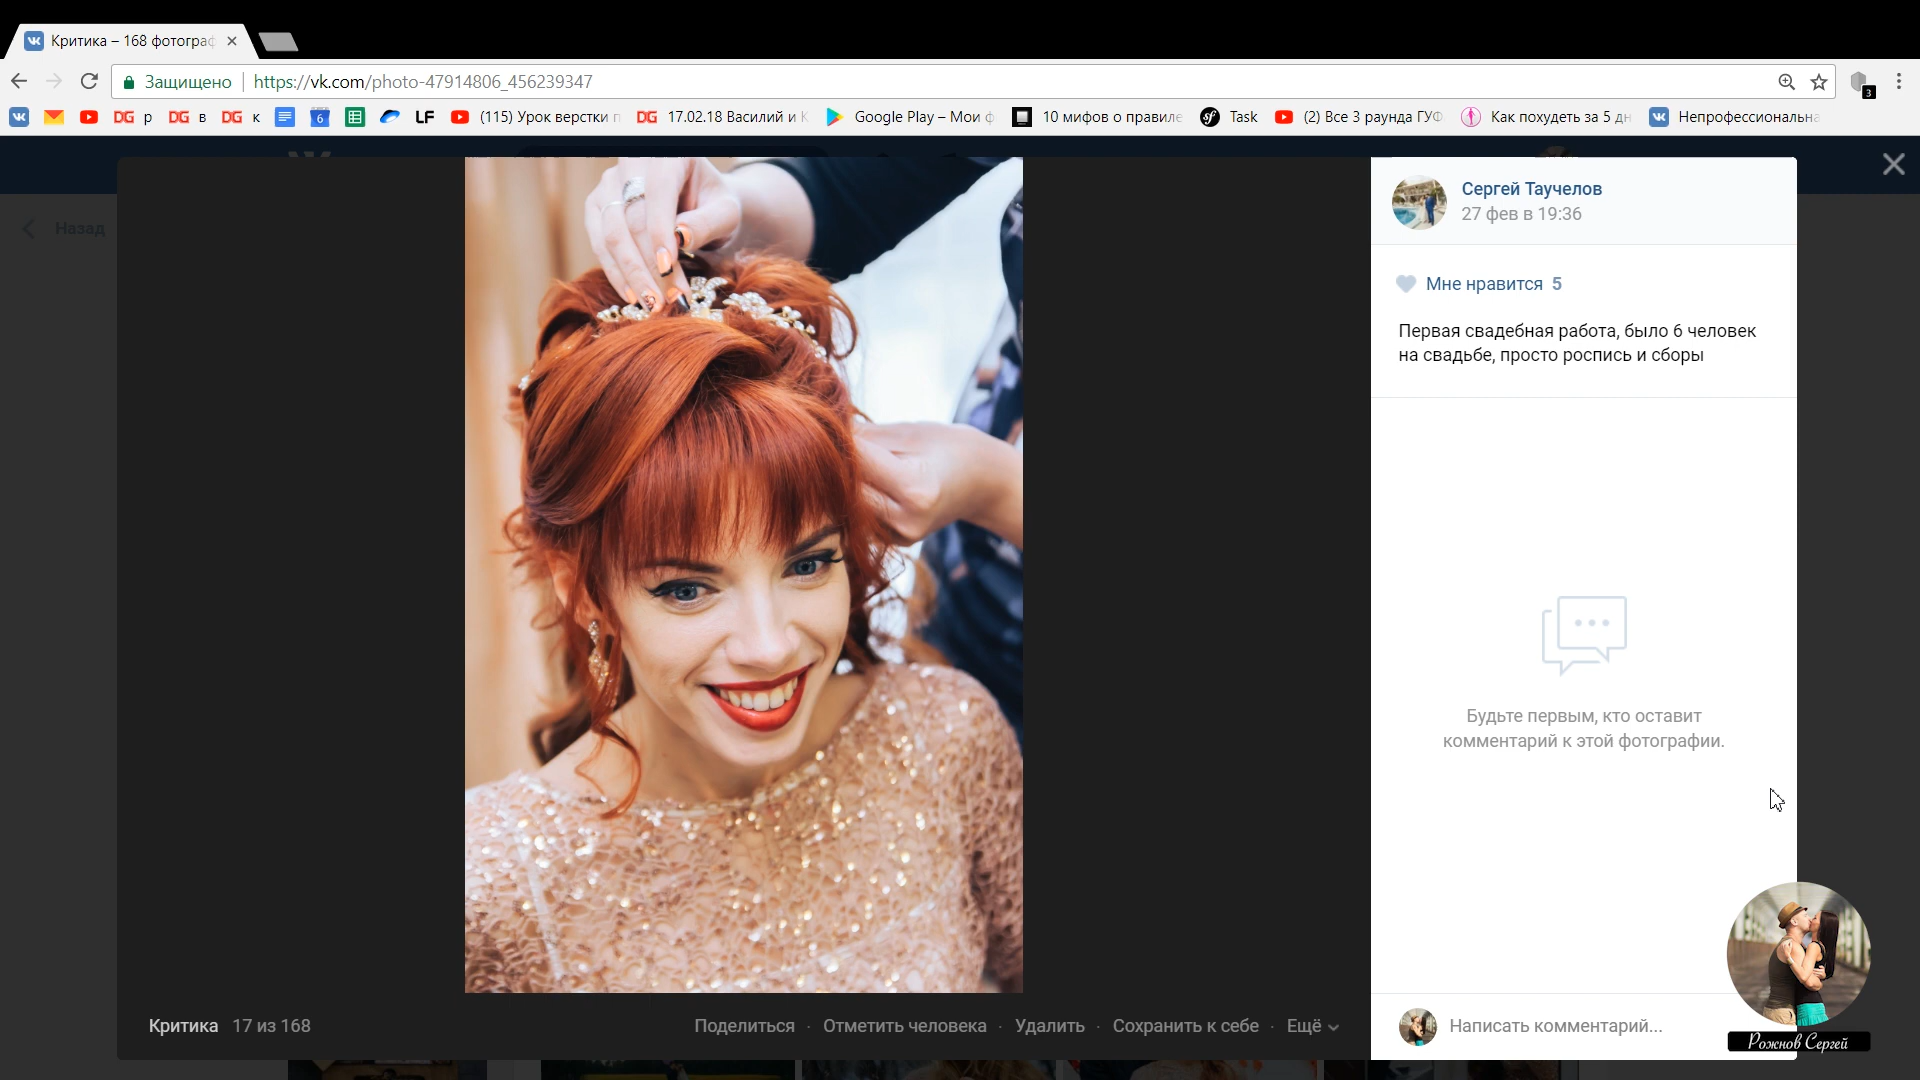 Критика – 168 фотограф
Защищено
https://vk.com/photo-47914806_456239347
3
DG р
DG в
DG к
6
LF
(115) Урок верстки п
DG 17.02.18 Василий и К
Google Play – Мои ф
10 мифов о правиле
Task
(2) Все 3 раунда ГУФ
Как похудеть за 5 дн
Непрофессиональна
Назад
Сергей Таучелов
27 фев в 19:36
Мне нравится 5
Первая свадебная работа, было 6 человек
на свадьбе, просто роспись и сборы
Будьте первым, кто оставит
комментарий к этой фотографии.
Критика 17 из 168
Поделиться · Отметить человека · Удалить · Сохранить к себе · Ещё
Написать комментарий...
Рожнов Сергей